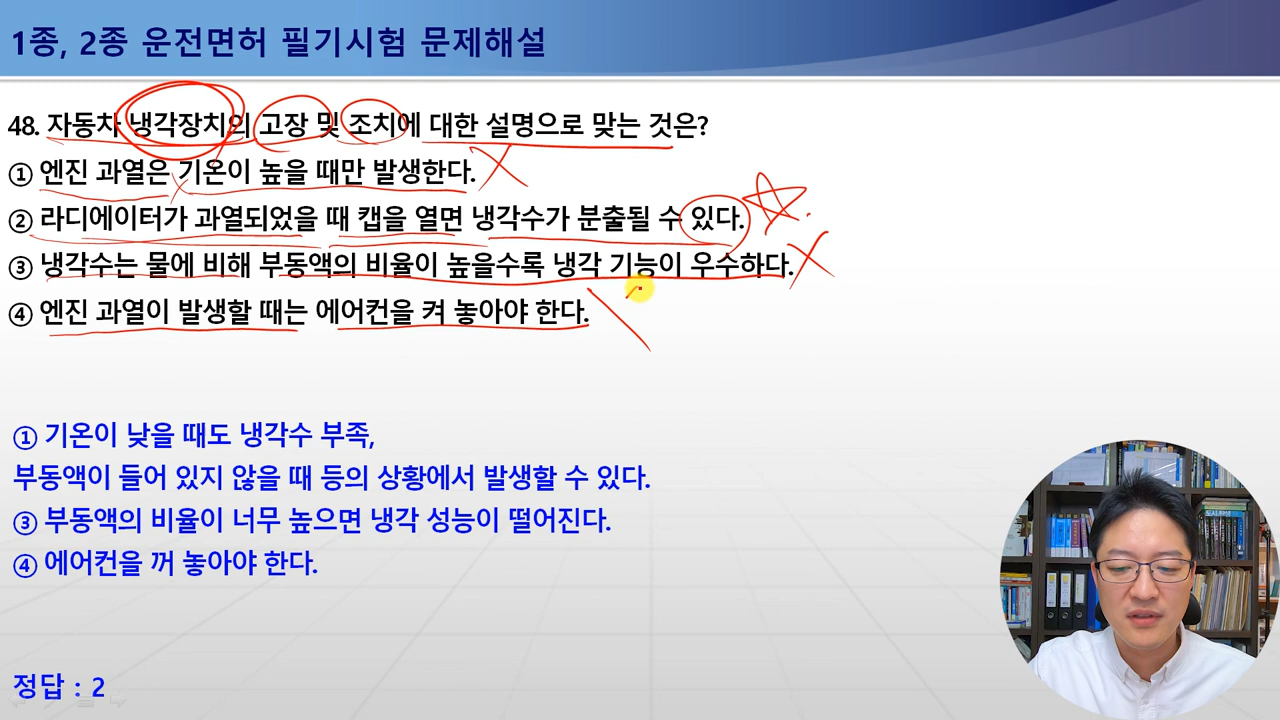 1종, 2종 운전면허 필기시험 문제해설
48. 자동차 냉각장치의 고장 및 조치에 대한 설명으로 맞는 것은?
① 엔진 과열은 기온이 높을 때만 발생한다.
② 라디에이터가 과열되었을 때 캡을 열면 냉각수가 분출될 수 있다.
③ 냉각수는 물에 비해 부동액의 비율이 높을수록 냉각 기능이 우수하다.
④ 엔진 과열이 발생할 때는 에어컨을 켜 놓아야 한다.
① 기온이 낮을 때도 냉각수 부족,
부동액이 들어 있지 않을 때 등의 상황에서 발생할 수 있다.
③ 부동액의 비율이 너무 높으면 냉각 성능이 떨어진다.
④ 에어컨을 꺼 놓아야 한다.
정답 : 2